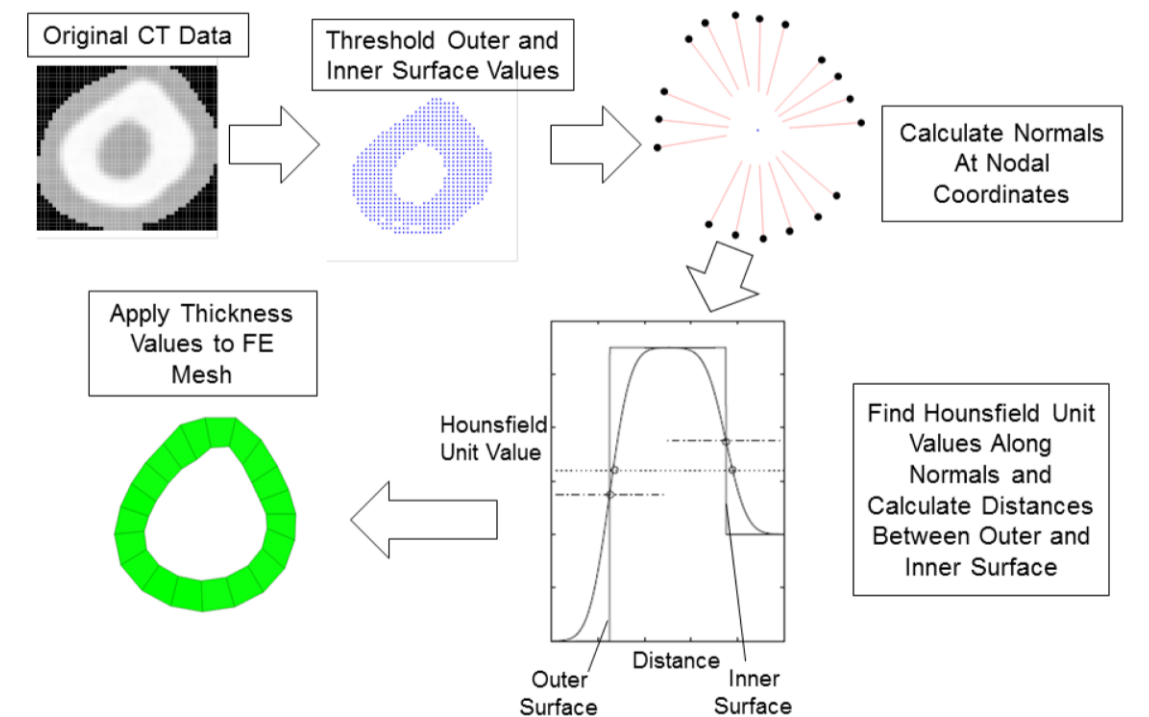 Original CT Data
Threshold Outer and
Inner Surface Values
Calculate Normals
At Nodal
Coordinates
Apply Thickness
Values to FE
Mesh
Hounsfield
Unit Value
Find Hounsfield Unit
Values Along
Normals and
Calculate Distances
Between Outer and
Inner Surface
Distance
Outer
Surface
Inner
Surface